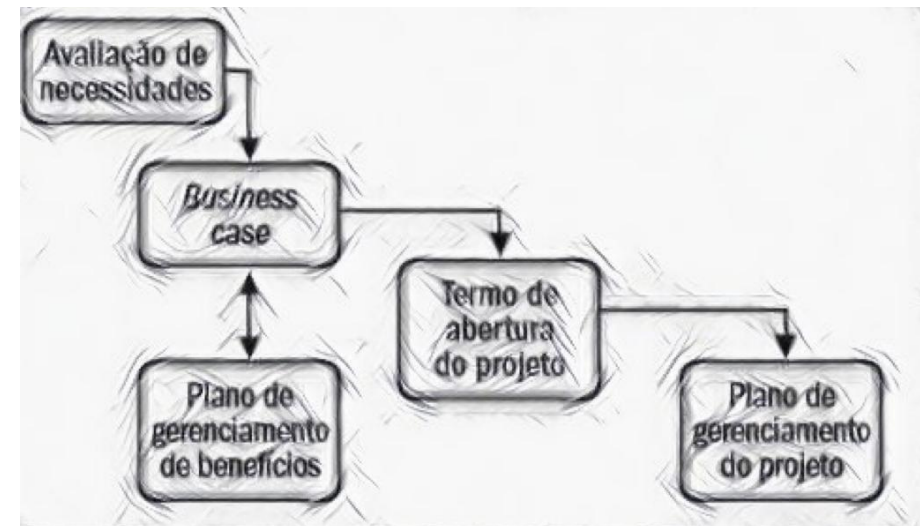 Avaliação de
necessidades
Business
case
Termo de
abertura
do projeto
Plano de
gerenciamento
de benefícios
Plano de
gerenciamento
do projeto